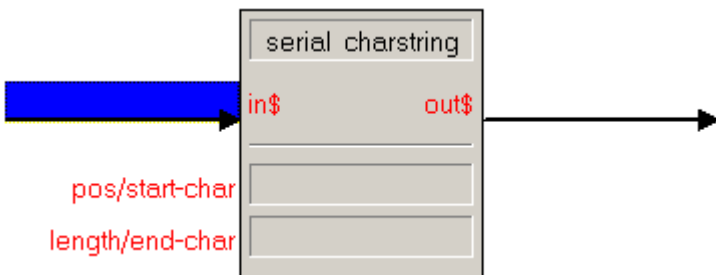 serial charstring
in$ out$
pos/start-char
length/end-char